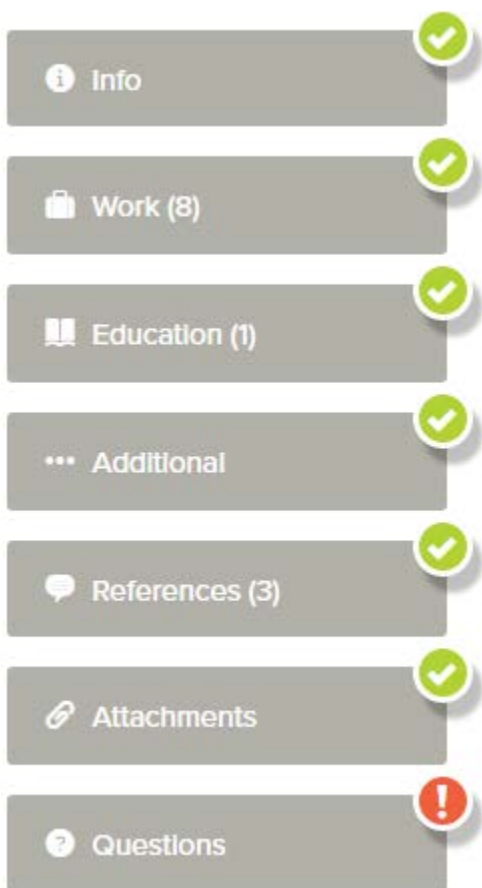 Info
Work (8)
Education (1)
Additional
References (3)
Attachments
Questions